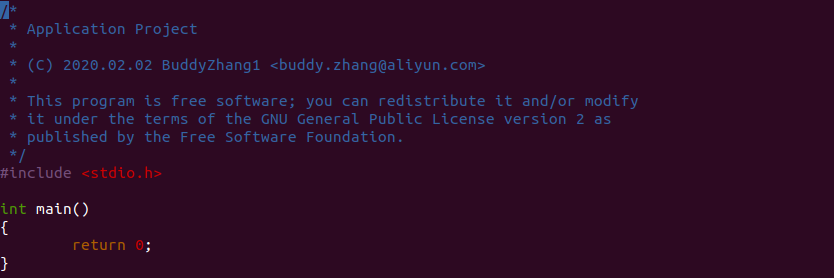 /*
 * Application Project
 *
 * (C) 2020.02.02 BuddyZhang1 <buddy.zhang@aliyun.com>
 *
 * This program is free software; you can redistribute it and/or modify
 * it under the terms of the GNU General Public License version 2 as
 * published by the Free Software Foundation.
 */
#include <stdio.h>

int main()
{
        return 0;
}